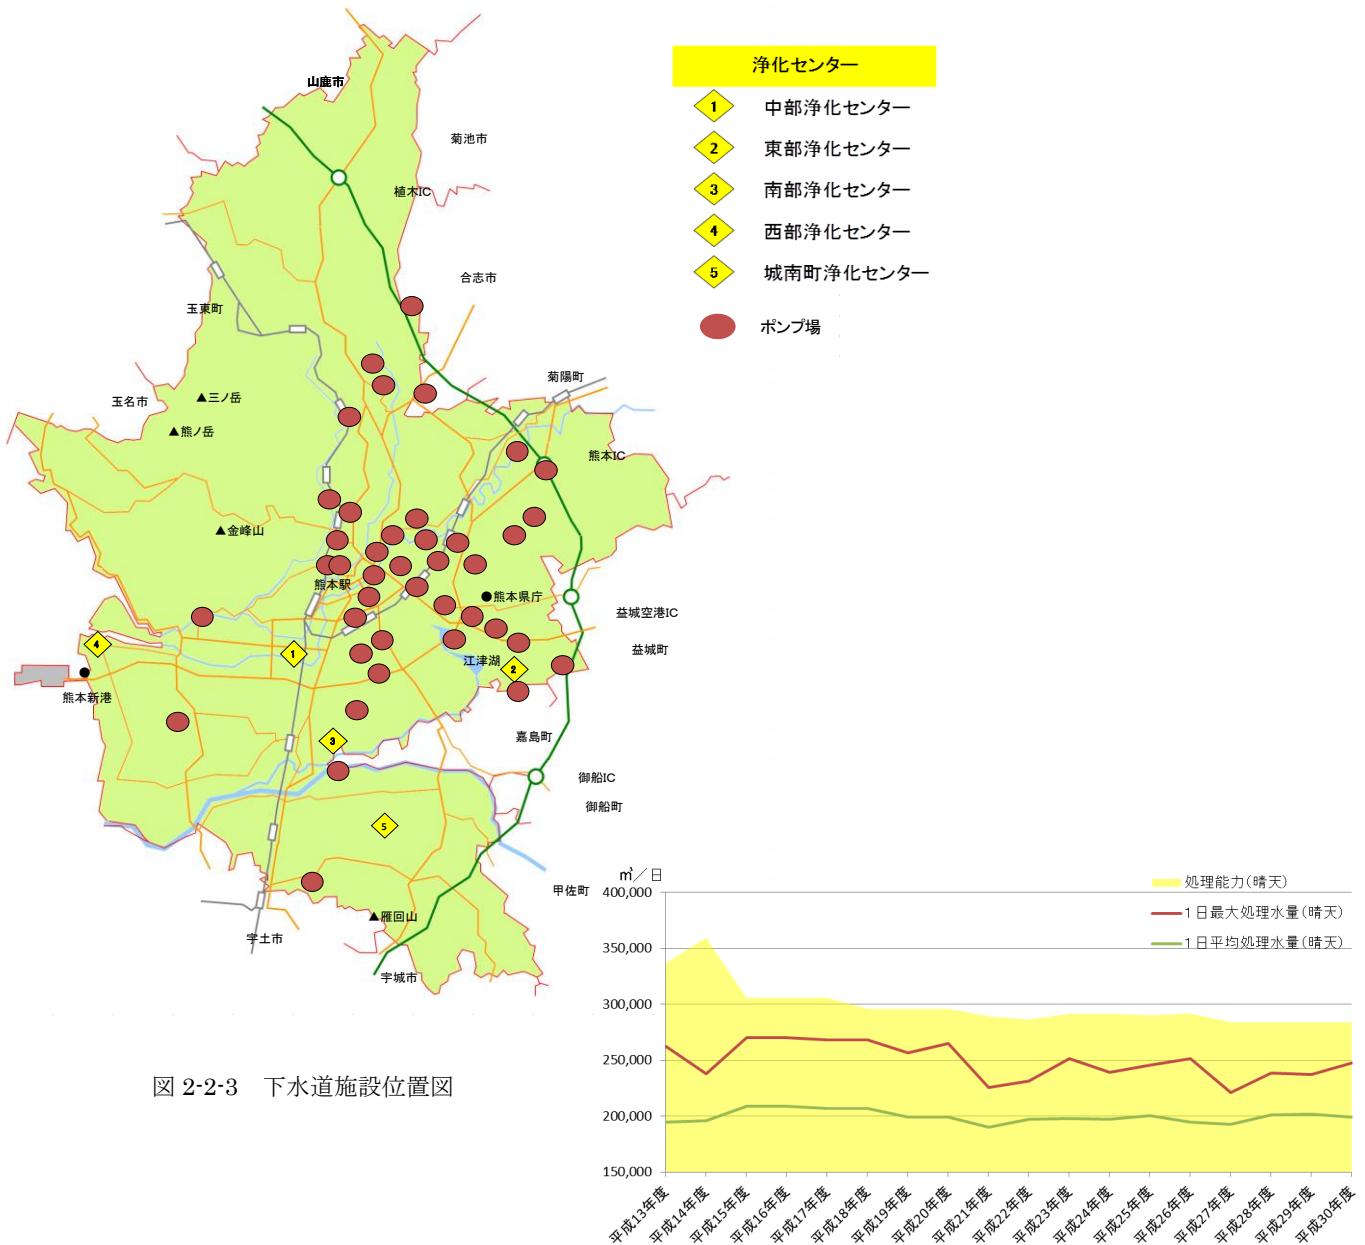 山鹿市
菊池市
植木IC
合志市
玉東町
菊陽町
玉名市
▲三ノ岳
▲熊ノ岳
熊本IC
▲金峰山
熊本駅
●熊本県庁
益城空港IC
益城町
江津湖
熊本新港
嘉島町
御船IC
御船町
甲佐町
▲雁回山
宇土市
宇城市
4
1
2
3
5
浄化センター
1 中部浄化センター
2 東部浄化センター
3 南部浄化センター
4 西部浄化センター
5 城南町浄化センター
ポンプ場
図 2-2-3 下水道施設位置図
㎥/日
処理能力(晴天)
1日最大処理水量(晴天)
1日平均処理水量(晴天)
400,000
350,000
300,000
250,000
200,000
150,000
平成13年度
平成14年度
平成15年度
平成16年度
平成17年度
平成18年度
平成19年度
平成20年度
平成21年度
平成22年度
平成23年度
平成24年度
平成25年度
平成26年度
平成27年度
平成28年度
平成29年度
平成30年度